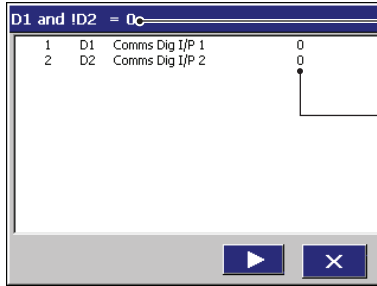 D1 and !D2 = 0
1 D1 Comms Dig I/P 1 0
2 D2 Comms Dig I/P 2 0